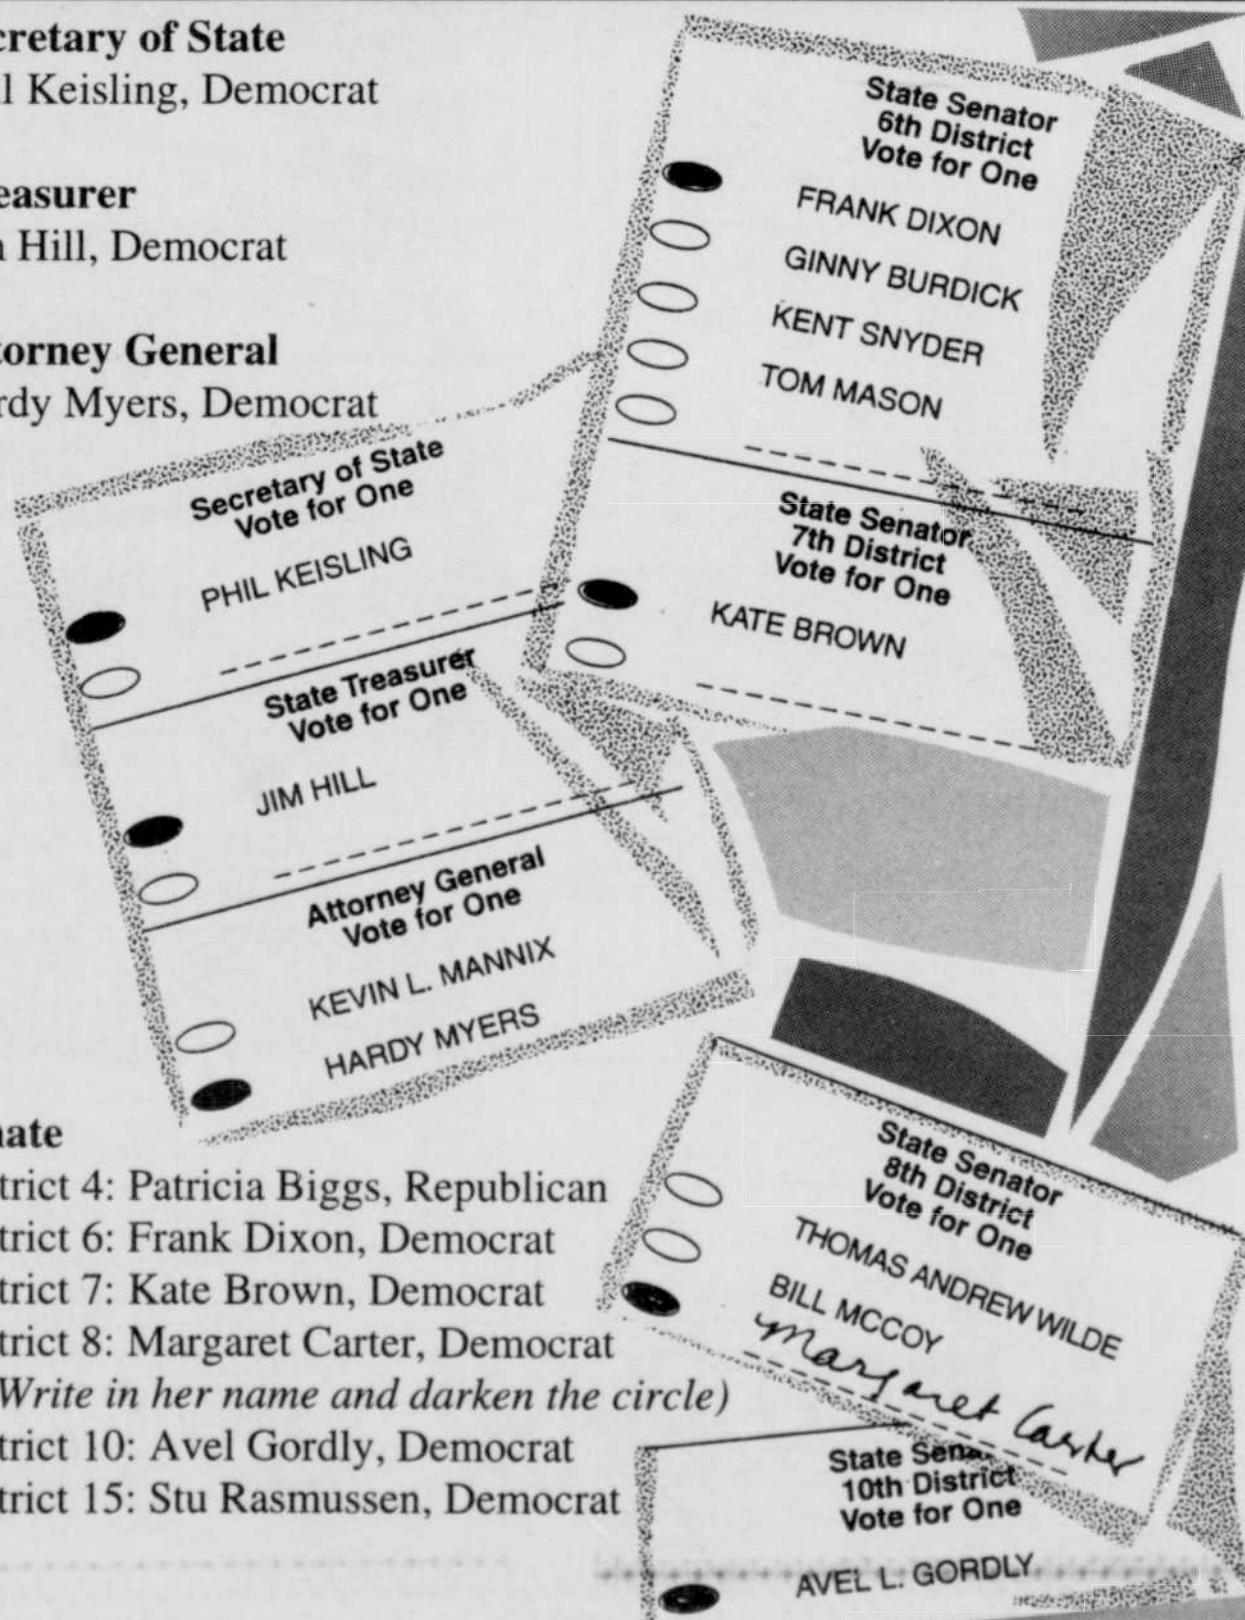 cretary of State
l Keisling, Democrat
easurer
n Hill, Democrat
torney General
rdy Myers, Democrat
State Senator
6th District
Vote for One
FRANK DIXON
GINNY BURDICK
KENT SNYDER
TOM MASON
State Senator
7th District
Vote for One
KATE BROWN
Secretary of State
Vote for One
PHIL KEISLING
State Treasurer
Vote for One
JIM HILL
Attorney General
Vote for One
KEVIN L. MANNIX
HARDY MYERS
nate
trict 4: Patricia Biggs, Republican
trict 6: Frank Dixon, Democrat
trict 7: Kate Brown, Democrat
trict 8: Margaret Carter, Democrat
Write in her name and darken the circle)
trict 10: Avel Gordly, Democrat
trict 15: Stu Rasmussen, Democrat
State Senator
8th District
Vote for One
THOMAS ANDREW WILDE
BILL MCCOY
Margaret Carter
State Sena
10th District
Vote for One
AVEL L. GORDLY